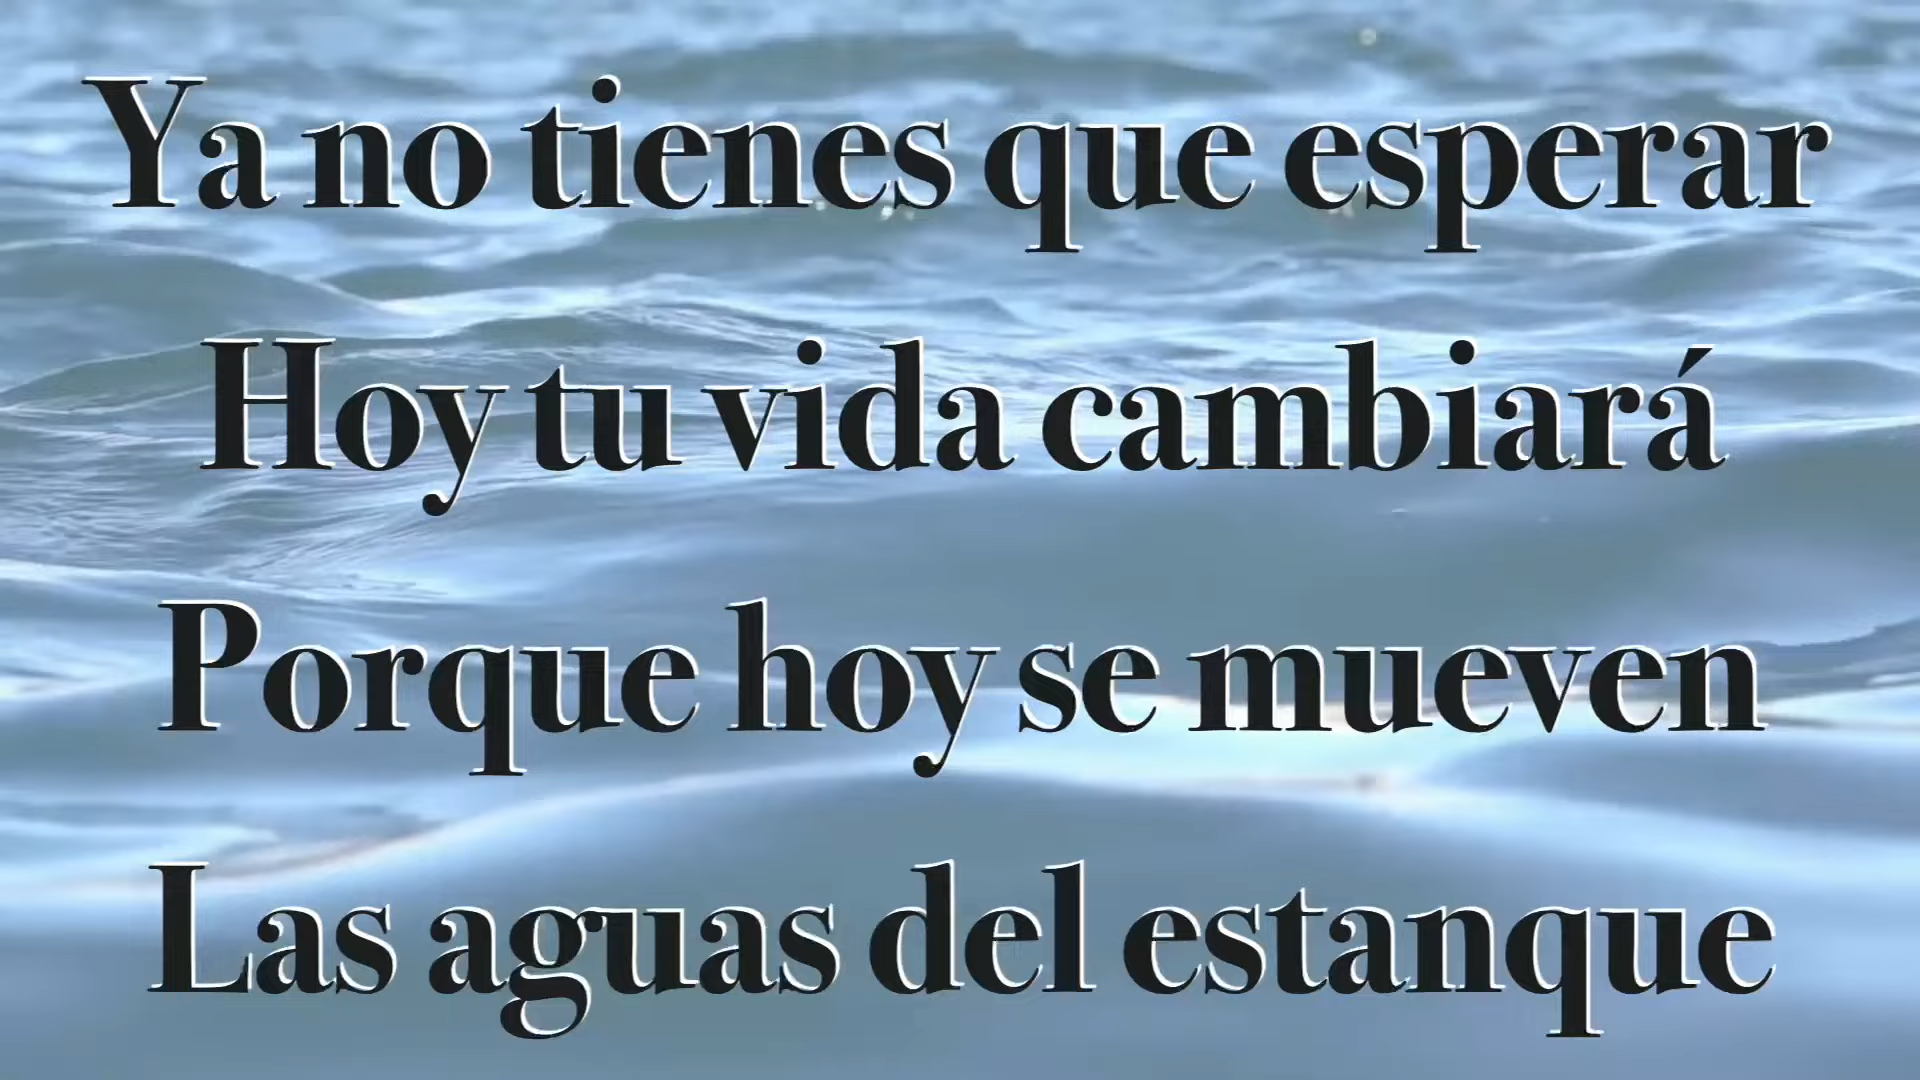 Ya no tienes que esperar
Hoy tu vida cambiará
Porque hoy se mueven
Las aguas del estanque